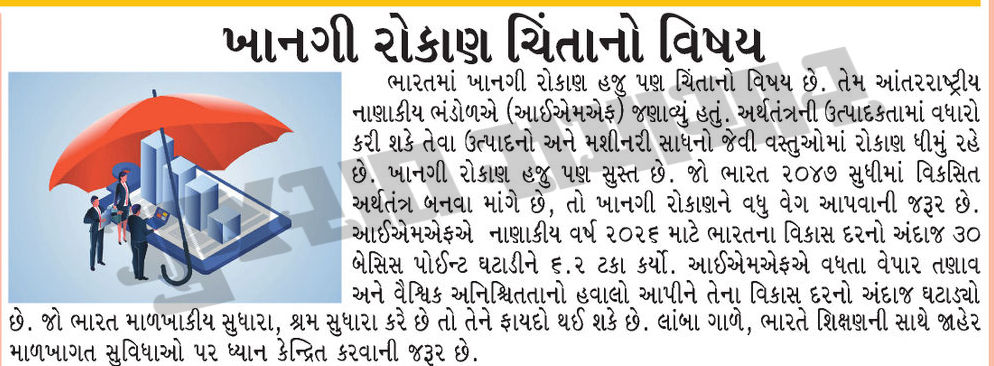 ખાનગી રોકાણ ચિંતાનો વિષય
ભારતમાં ખાનગી રોકાણ હજુ પણ ચિંતાનો વિષય છે. તેમ આંતરરાષ્ટ્રીય
નાણાકીય ભંડોળએ (આઈએમએફ) જણાવ્યું હતું. અર્થતંત્રની ઉત્પાદકતામાં વધારો
કરી શકે તેવા ઉત્પાદનો અને મશીનરી સાધનો જેવી વસ્તુઓમાં રોકાણ ધીમું રહે
છે. ખાનગી રોકાણ હજુ પણ સુસ્ત છે. જો ભારત ૨૦૪૭ સુધીમાં વિકસિત
અર્થતંત્ર બનવા માંગે છે, તો ખાનગી રોકાણને વધુ વેગ આપવાની જરૂર છે.
આઈએમએફએ નાણાકીય વર્ષ ૨૦૨૬ માટે ભારતના વિકાસ દરનો અંદાજ ૩૦
બેસિસ પોઈન્ટ ઘટાડીને ૬.૨ ટકા કર્યો. આઈએમએફએ વધતા વેપાર તણાવ
અને વૈશ્વિક અનિશ્ચિતતાનો હવાલો આપીને તેના વિકાસ દરનો અંદાજ ઘટાડ્યો
છે. જો ભારત માળખાકીય સુધારા, શ્રમ સુધારા કરે છે તો તેને ફાયદો થઈ શકે છે. લાંબા ગાળે, ભારતે શિક્ષણની સાથે જાહેર
માળખાગત સુવિધાઓ પર ધ્યાન કેન્દ્રિત કરવાની જરૂર છે.